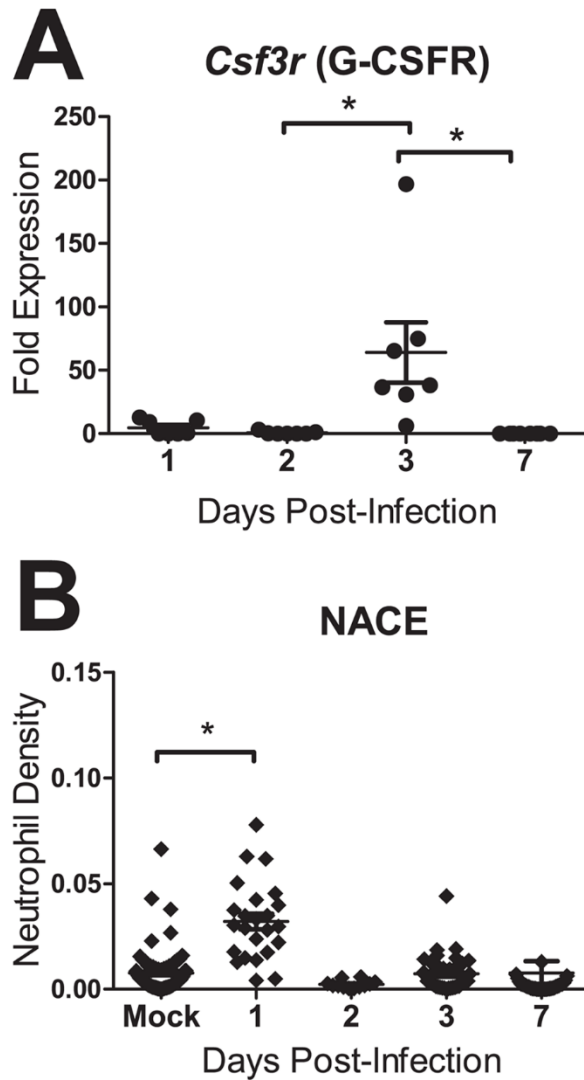 A
Csf3r (G-CSFR)
250
200
150
100
50
0
Fold Expression
*
*
1 2 3 7
Days Post-Infection
B
NACE
0.15
0.10
0.05
0.00
Neutrophil Density
*
Mock 1 2 3 7
Days Post-Infection